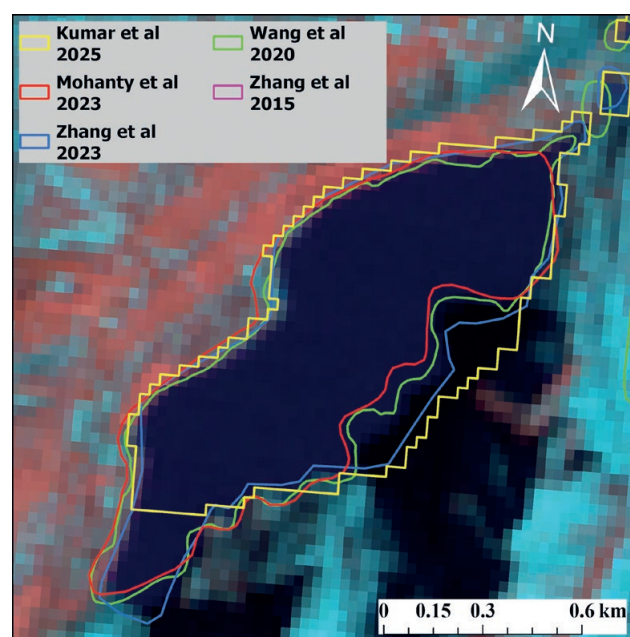 Kumar et al
2025
Mohanty et al
2023
Zhang et al
2023
Wang et al
2020
Zhang et al
2015
N
0 0.15 0.3 0.6 km